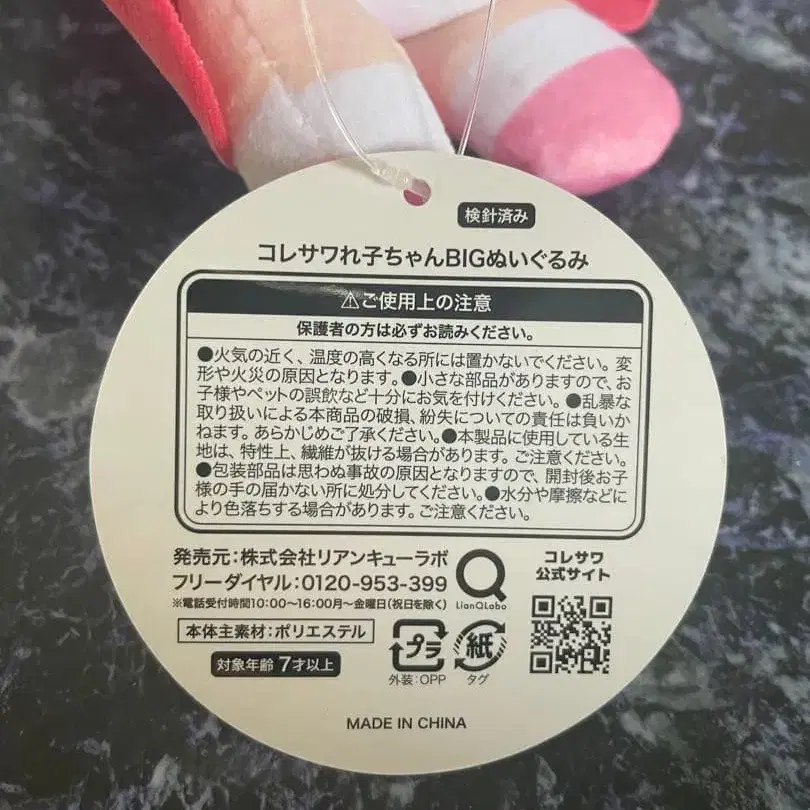 検針済み
コレサワれ子ちゃんBIGぬいぐるみ
⚠ご使用上の注意
保護者の方は必ずお読みください。
●火気の近く、温度の高くなる所には置かないでください。変
形や火災の原因となります。●小さな部品がありますので、お
子様やペットの誤飲など十分にお気を付けください。●乱暴な
取り扱いによる本商品の破損、紛失についての責任は負いか
ねます。あらかじめご了承ください。●本製品に使用している生
地は、特性上、繊維が抜ける場合があります。ご注意ください。
●包装部品は思わぬ事故の原因となりますので、開封後お子
様の手の届かない所に処分してください。●水分や摩擦などに
より色落ちする場合があります。ご注意ください。
発売元:株式会社リアンキューラボ
フリーダイヤル:0120-953-399
※電話受付時間10:00〜16:00月〜金曜日(祝日を除く)
LianQLabo
コレサワ
公式サイト
本体主素材:ポリエステル
対象年齢 7才以上
プラ
外装:OPP
紙
タグ
MADE IN CHINA